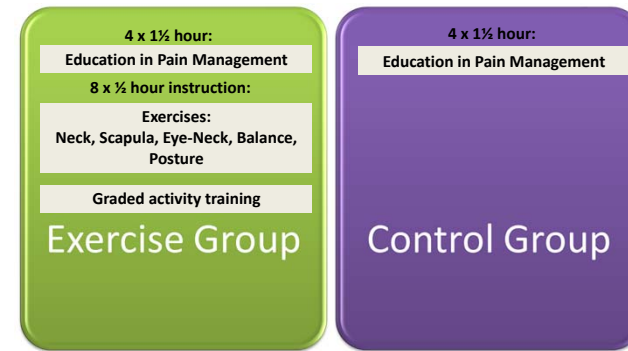 4 x 1½ hour:
Education in Pain Management
8 x ½ hour instruction:
Exercises:
Neck, Scapula, Eye-Neck, Balance,
Posture
Graded activity training
Exercise Group
4 x 1½ hour:
Education in Pain Management
Control Group